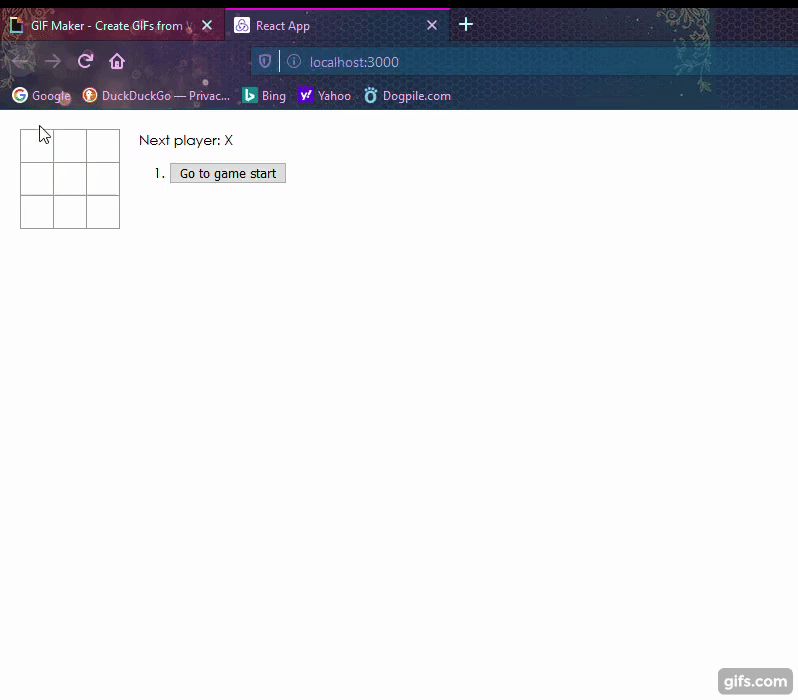 GIF Maker - Create GIFs from
React App
localhost:3000
Google
DuckDuckGo — Privac...
Bing
Yahoo
Dogpile.com
Next player: X
1. Go to game start
gifs.com